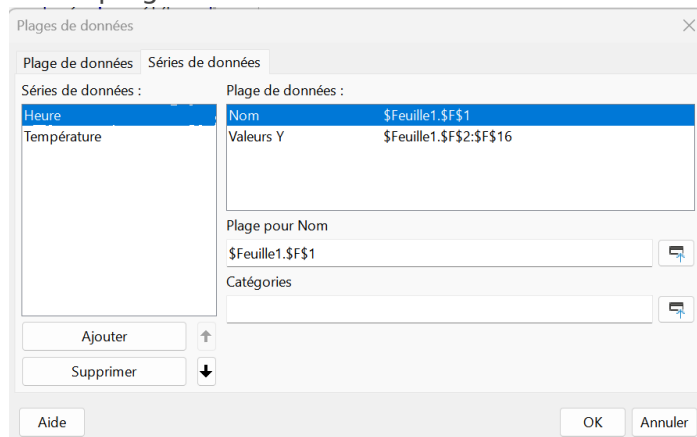 Plages de données
Plage de données Séries de données
Séries de données :
Plage de données :
Heure
Température
Nom $Feuille1.$F$1
Valeurs Y $Feuille1.$F$2:$F$16
Plage pour Nom
$Feuille1.$F$1
Catégories
Ajouter
Supprimer
Aide
OK
Annuler